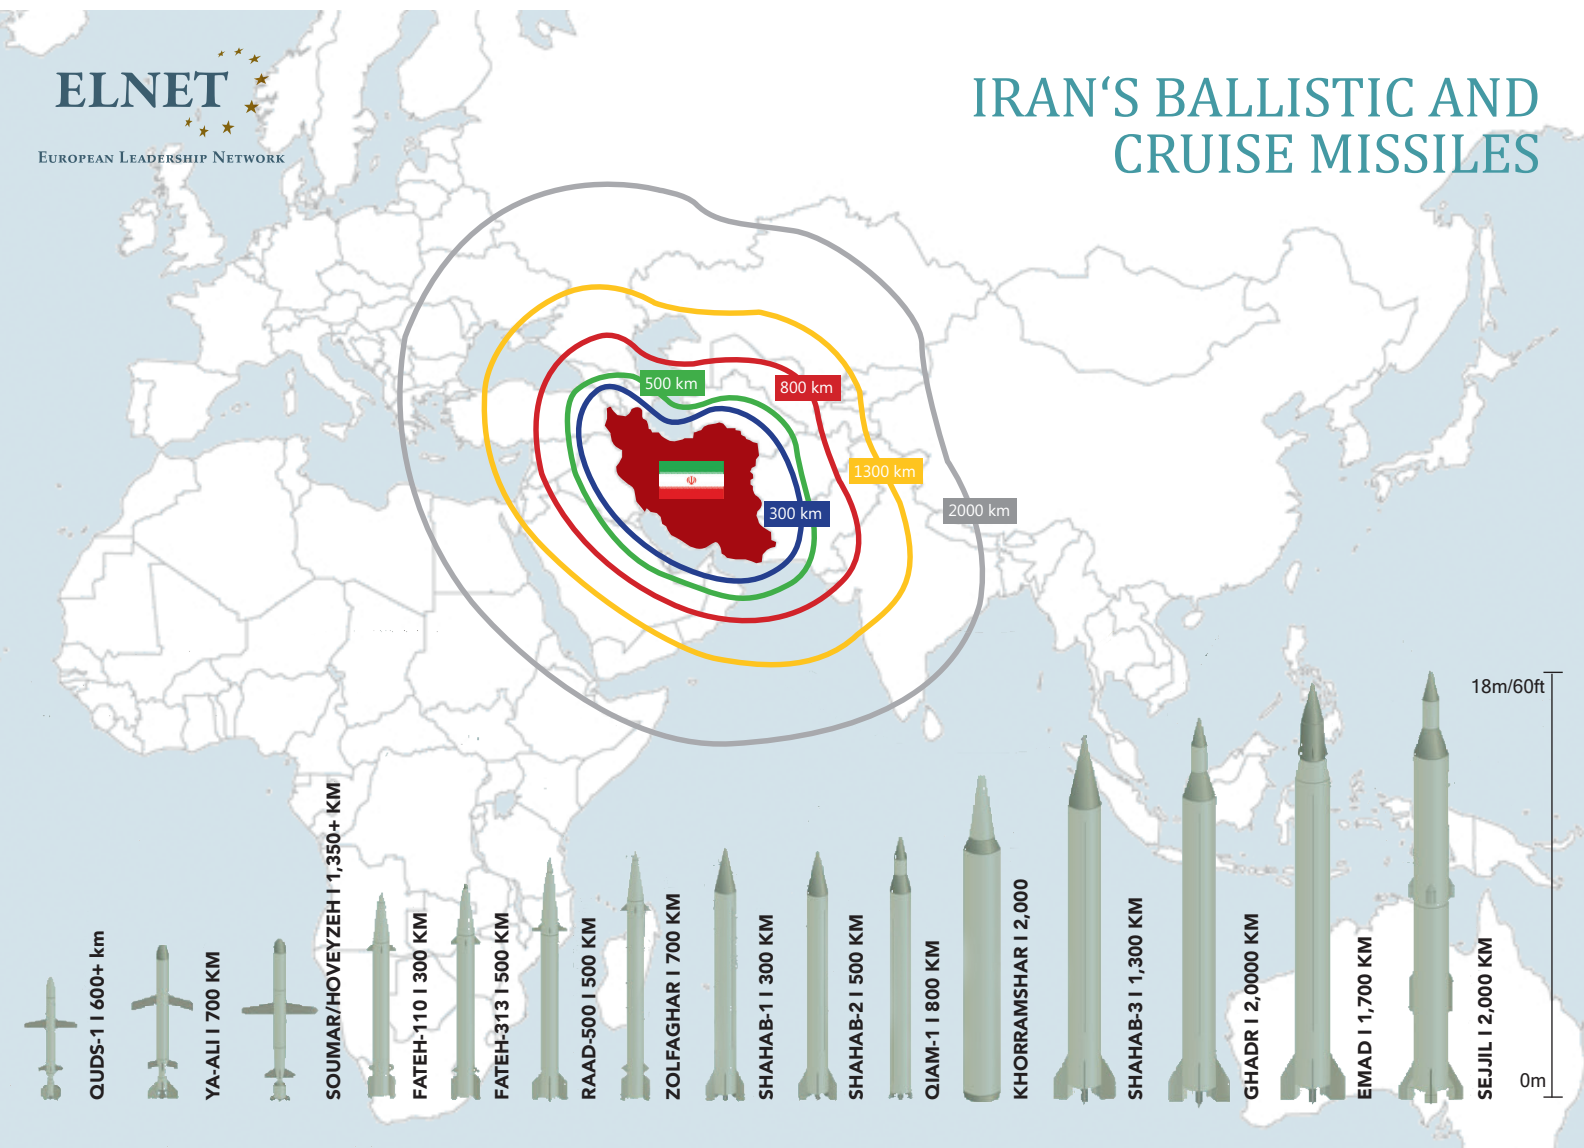 ELNET
EUROPEAN LEADERSHIP NETWORK
IRAN‘S BALLISTIC AND
CRUISE MISSILES
500 km
800 km
1300 km
300 km
2000 km
18m/60ft
0m
QUDS-1 I 600+ km
YA-ALI I 700 KM
SOUMAR/HOVEYZEH I 1,350+ KM
FATEH-110 I 300 KM
FATEH-313 I 500 KM
RAAD-500 I 500 KM
ZOLFAGHAR I 700 KM
SHAHAB-1 I 300 KM
SHAHAB-2 I 500 KM
QIAM-1 I 800 KM
KHORRAMSHAR I 2,000
SHAHAB-3 I 1,300 KM
GHADR I 2,0000 KM
EMAD I 1,700 KM
SEJJIL I 2,000 KM